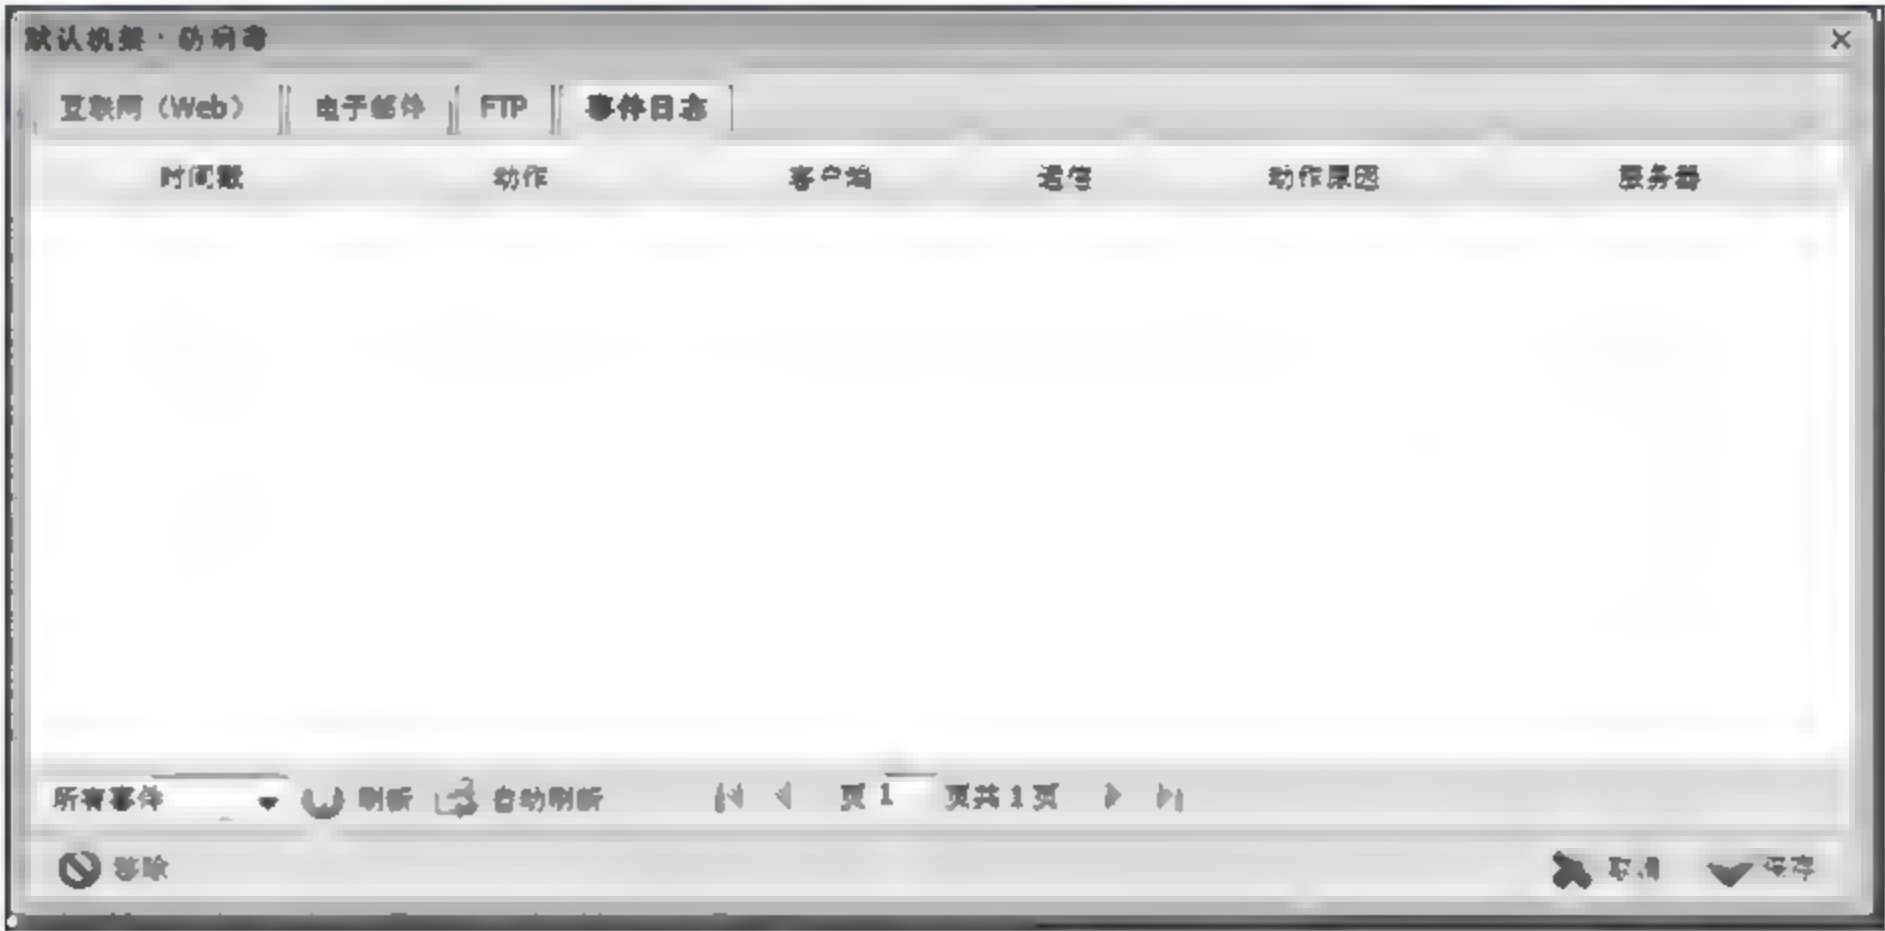 默认机架 · 防病毒
互联网（Web） 电子邮件 FTP 事件日志
时间戳 动作 客户端 通信 动作原因 服务器
所有事件 刷新 自动刷新 页 1 页共 1 页
移除 取消 保存